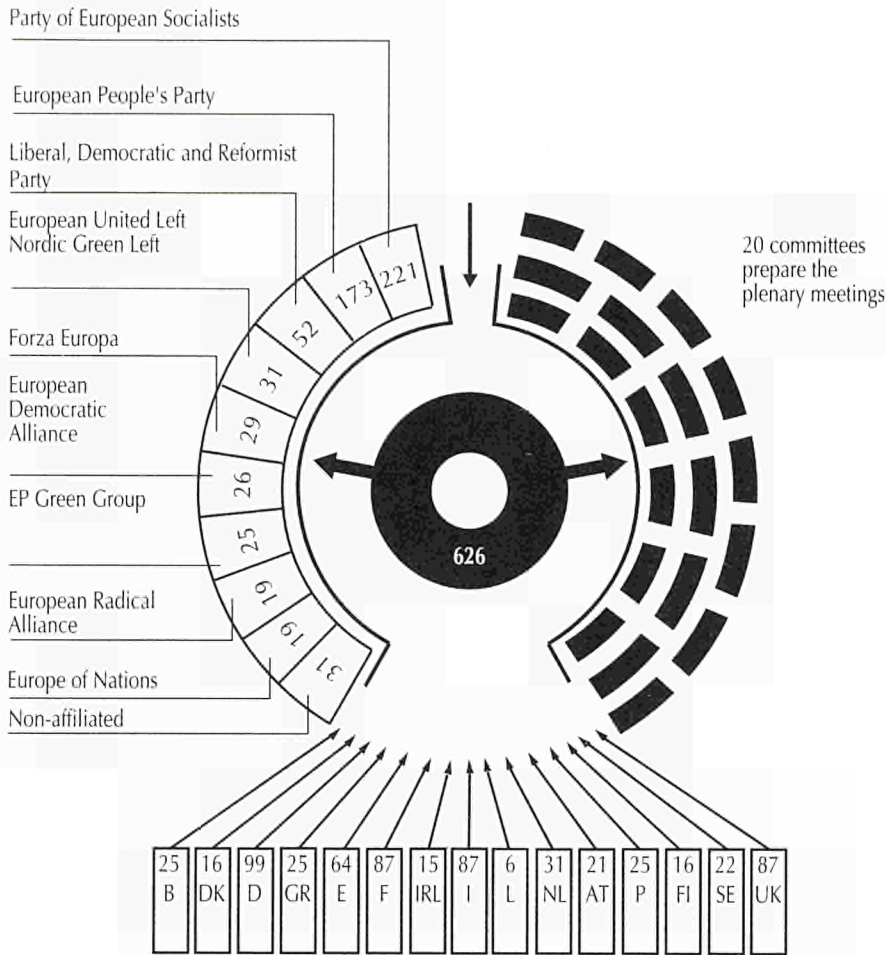 Party of European Socialists
European People's Party
Liberal, Democratic and Reformist
Party
European United Left
Nordic Green Left
Forza Europa
European
Democratic
Alliance
EP Green Group
European Radical
Alliance
Europe of Nations
Non-affiliated
221
173
52
31
29
26
25
19
19
31
626
20 committees
prepare the
plenary meetings
25 16 99 25 64 87 15 87 6 31 21 25 16 22 87
B DK D GR E F IRL I L NL AT P FI SE UK